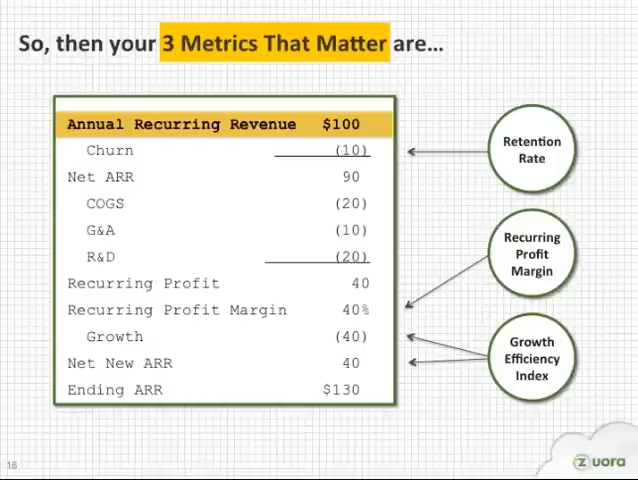 So, then your 3 Metrics That Matter are...
Annual Recurring Revenue $100
Churn (10)
Net ARR 90
COGS (20)
G&A (10)
R&D (20)
Recurring Profit 40
Recurring Profit Margin 40%
Growth (40)
Net New ARR 40
Ending ARR $130
Retention
Rate
Recurring
Profit
Margin
Growth
Efficiency
Index
16
zuora